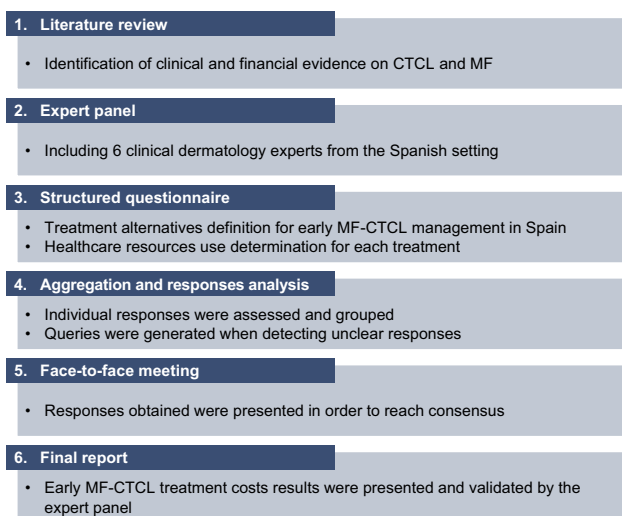 1. Literature review
• Identification of clinical and financial evidence on CTCL and MF
2. Expert panel
• Including 6 clinical dermatology experts from the Spanish setting
3. Structured questionnaire
• Treatment alternatives definition for early MF-CTCL management in Spain
• Healthcare resources use determination for each treatment
4. Aggregation and responses analysis
• Individual responses were assessed and grouped
• Queries were generated when detecting unclear responses
5. Face-to-face meeting
• Responses obtained were presented in order to reach consensus
6. Final report
• Early MF-CTCL treatment costs results were presented and validated by the
expert panel